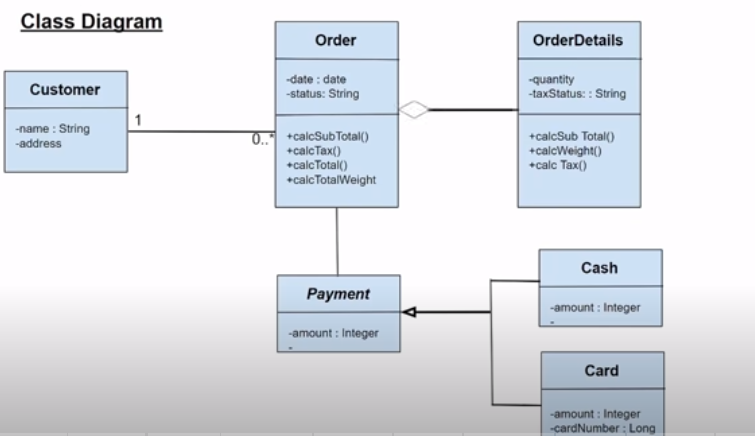 Class Diagram
Customer
-name : String
-address
1
0..*
Order
-date : date
-status: String
+calcSubTotal()
+calcTax()
+calcTotal()
+calcTotalWeight
OrderDetails
-quantity
-taxStatus: : String
+calcSub Total()
+calcWeight()
+calc Tax()
Payment
-amount : Integer
-
Cash
-amount : Integer
-
Card
-amount : Integer
-cardNumber : Long